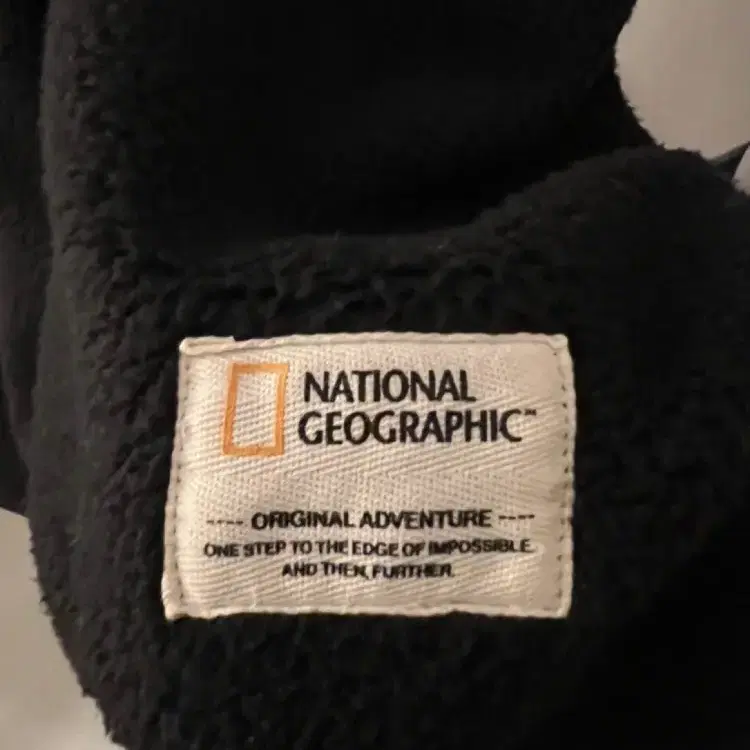 NATIONAL
GEOGRAPHIC™
---- ORIGINAL ADVENTURE ----
ONE STEP TO THE EDGE OF IMPOSSIBLE.
AND THEN, FURTHER.